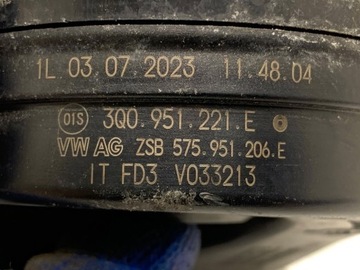 1L 03.07.2023 11.48.04
01S 3Q0.951.221.E
VW AG ZSB 575.951.206.E
IT FD3 V033213